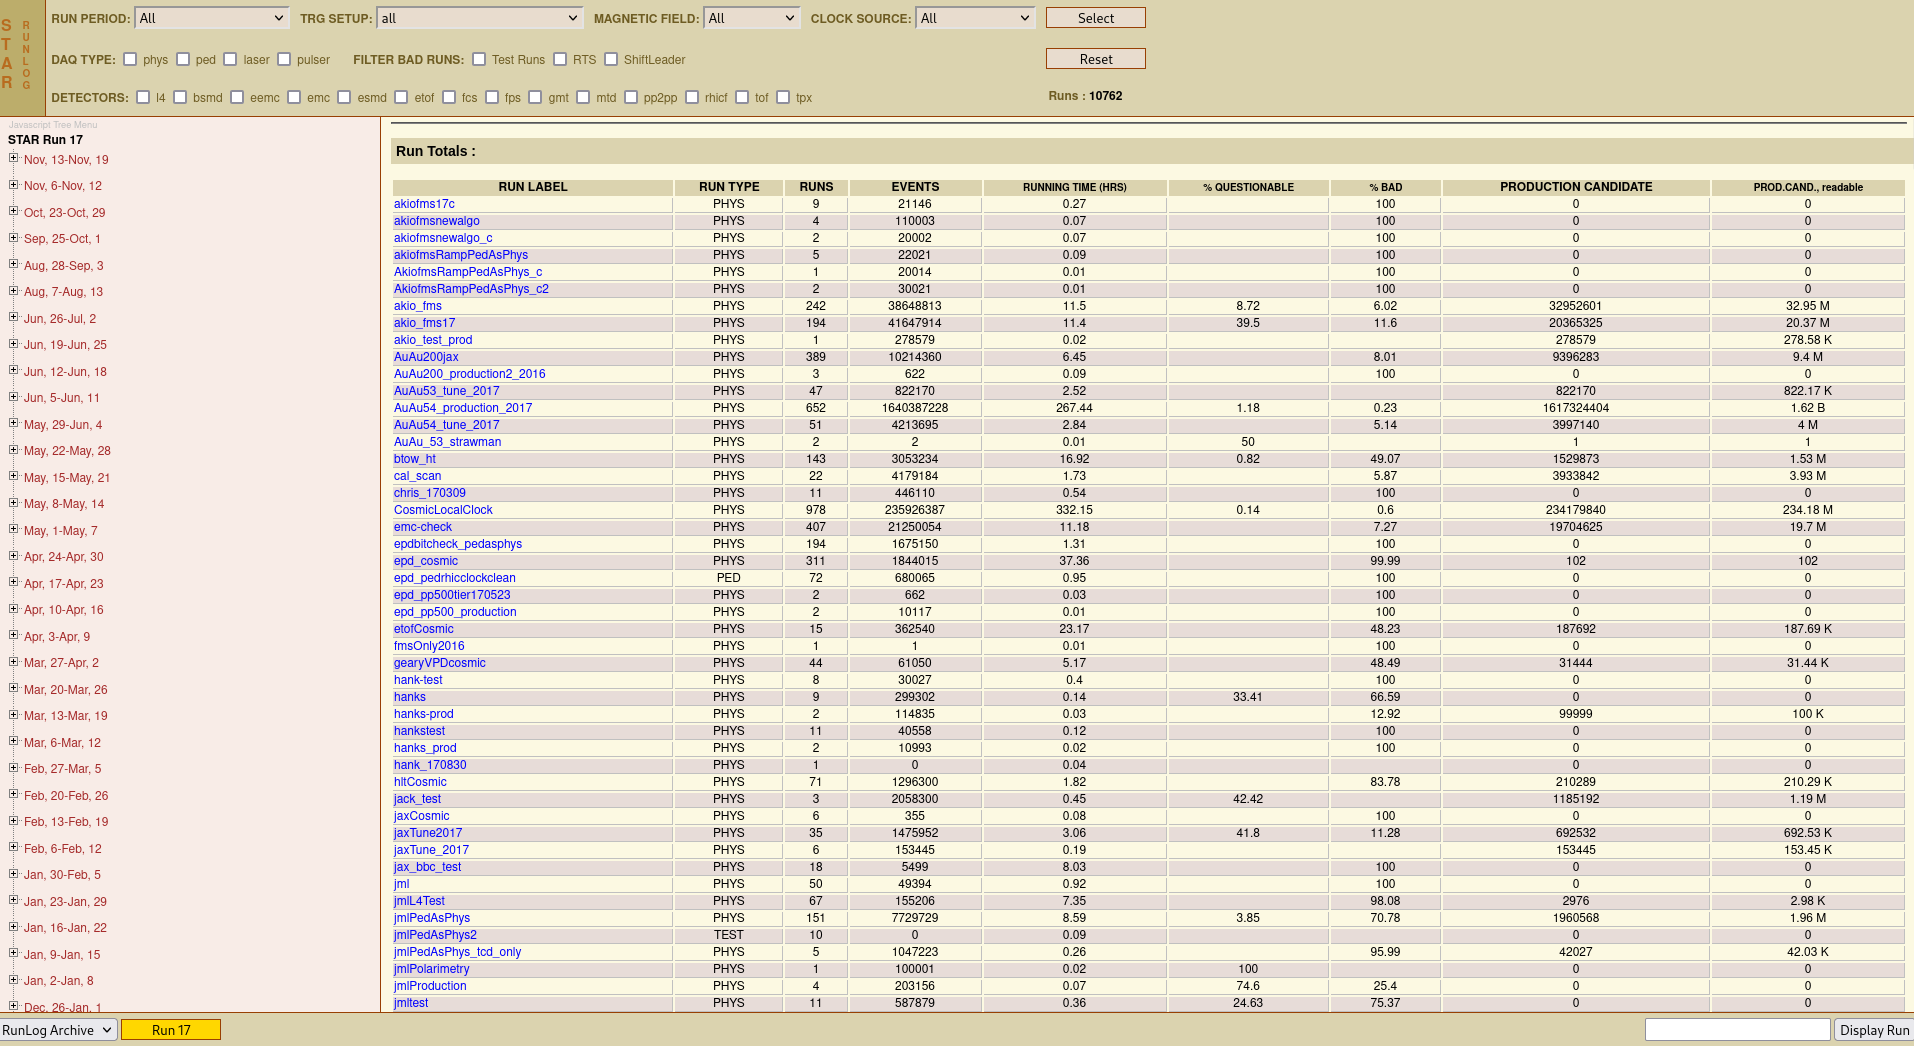 STAR RUNLOG
RUN PERIOD: All TRG SETUP: all MAGNETIC FIELD: All CLOCK SOURCE: All Select
DAQ TYPE: phys ped laser pulser FILTER BAD RUNS: Test Runs RTS ShiftLeader Reset
DETECTORS: l4 bsmd eemc emc esmd etof fcs fps gmt mtd pp2pp rhicf tof tpx Runs : 10762
Javascript Tree Menu
STAR Run 17
Nov, 13-Nov, 19
Nov, 6-Nov, 12
Oct, 23-Oct, 29
Sep, 25-Oct, 1
Aug, 28-Sep, 3
Aug, 7-Aug, 13
Jun, 26-Jul, 2
Jun, 19-Jun, 25
Jun, 12-Jun, 18
Jun, 5-Jun, 11
May, 29-Jun, 4
May, 22-May, 28
May, 15-May, 21
May, 8-May, 14
May, 1-May, 7
Apr, 24-Apr, 30
Apr, 17-Apr, 23
Apr, 10-Apr, 16
Apr, 3-Apr, 9
Mar, 27-Apr, 2
Mar, 20-Mar, 26
Mar, 13-Mar, 19
Mar, 6-Mar, 12
Feb, 27-Mar, 5
Feb, 20-Feb, 26
Feb, 13-Feb, 19
Feb, 6-Feb, 12
Jan, 30-Feb, 5
Jan, 23-Jan, 29
Jan, 16-Jan, 22
Jan, 9-Jan, 15
Jan, 2-Jan, 8
Dec, 26-Jan, 1
Run Totals :
RUN LABEL RUN TYPE RUNS EVENTS RUNNING TIME (HRS) % QUESTIONABLE % BAD PRODUCTION CANDIDATE PROD.CAND., readable
akiofms17c PHYS 9 21146 0.27 100 0 0
akiofmsnewalgo PHYS 4 110003 0.07 100 0 0
akiofmsnewalgo_c PHYS 2 20002 0.07 100 0 0
akiofmsRampPedAsPhys PHYS 5 22021 0.09 100 0 0
AkiofmsRampPedAsPhys_c PHYS 1 20014 0.01 100 0 0
AkiofmsRampPedAsPhys_c2 PHYS 2 30021 0.01 100 0 0
akio_fms PHYS 242 38648813 11.5 8.72 6.02 32952601 32.95 M
akio_fms17 PHYS 194 41647914 11.4 39.5 11.6 20365325 20.37 M
akio_test_prod PHYS 1 278579 0.02 278579 278.58 K
AuAu200jax PHYS 389 10214360 6.45 8.01 9396283 9.4 M
AuAu200_production2_2016 PHYS 3 622 0.09 100 0 0
AuAu53_tune_2017 PHYS 47 822170 2.52 822170 822.17 K
AuAu54_production_2017 PHYS 652 1640387228 267.44 1.18 0.23 1617324404 1.62 B
AuAu54_tune_2017 PHYS 51 4213695 2.84 5.14 3997140 4 M
AuAu_53_strawman PHYS 2 2 0.01 50 1 1
btow_ht PHYS 143 3053234 16.92 0.82 49.07 1529873 1.53 M
cal_scan PHYS 22 4179184 1.73 5.87 3933842 3.93 M
chris_170309 PHYS 11 446110 0.54 100 0 0
CosmicLocalClock PHYS 978 235926387 332.15 0.14 0.6 234179840 234.18 M
emc-check PHYS 407 21250054 11.18 7.27 19704625 19.7 M
epdbitcheck_pedasphys PHYS 194 1675150 1.31 100 0 0
epd_cosmic PHYS 311 1844015 37.36 99.99 102 102
epd_pedrhicclockclean PED 72 680065 0.95 100 0 0
epd_pp500tier170523 PHYS 2 662 0.03 100 0 0
epd_pp500_production PHYS 2 10117 0.01 100 0 0
etofCosmic PHYS 15 362540 23.17 48.23 187692 187.69 K
fmsOnly2016 PHYS 1 1 0.01 100 0 0
gearyVPDcosmic PHYS 44 61050 5.17 48.49 31444 31.44 K
hank-test PHYS 8 30027 0.4 100 0 0
hanks PHYS 9 299302 0.14 33.41 66.59 0 0
hanks-prod PHYS 2 114835 0.03 12.92 99999 100 K
hankstest PHYS 11 40558 0.12 100 0 0
hanks_prod PHYS 2 10993 0.02 100 0 0
hank_170830 PHYS 1 0 0.04 0 0
hltCosmic PHYS 71 1296300 1.82 83.78 210289 210.29 K
jack_test PHYS 3 2058300 0.45 42.42 1185192 1.19 M
jaxCosmic PHYS 6 355 0.08 100 0 0
jaxTune2017 PHYS 35 1475952 3.06 41.8 11.28 692532 692.53 K
jaxTune_2017 PHYS 6 153445 0.19 153445 153.45 K
jax_bbc_test PHYS 18 5499 8.03 100 0 0
jml PHYS 50 49394 0.92 100 0 0
jmlL4Test PHYS 67 155206 7.35 98.08 2976 2.98 K
jmlPedAsPhys PHYS 151 7729729 8.59 3.85 70.78 1960568 1.96 M
jmlPedAsPhys2 TEST 10 0 0.09 0 0
jmlPedAsPhys_tcd_only PHYS 5 1047223 0.26 95.99 42027 42.03 K
jmlPolarimetry PHYS 1 100001 0.02 100 0 0
jmlProduction PHYS 4 203156 0.07 74.6 25.4 0 0
jmltest PHYS 11 587879 0.36 24.63 75.37 0 0
RunLog Archive Run 17 Display Run